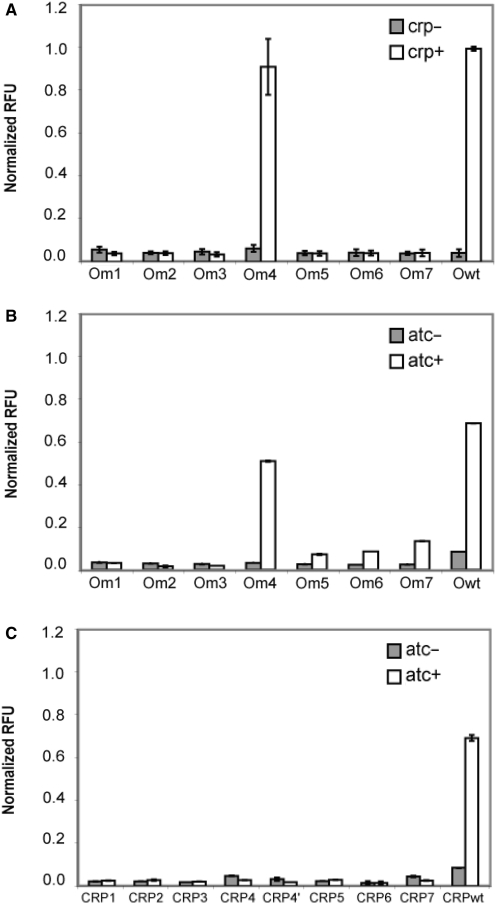 A
Normalized RFU
1.2
1.0
0.8
0.6
0.4
0.2
0.0
crp−
crp+
Om1 Om2 Om3 Om4 Om5 Om6 Om7 Owt
B
Normalized RFU
1.2
1.0
0.8
0.6
0.4
0.2
0.0
atc−
atc+
Om1 Om2 Om3 Om4 Om5 Om6 Om7 Owt
C
Normalized RFU
1.2
1.0
0.8
0.6
0.4
0.2
0.0
atc−
atc+
CRP1 CRP2 CRP3 CRP4 CRP4' CRP5 CRP6 CRP7 CRPwt